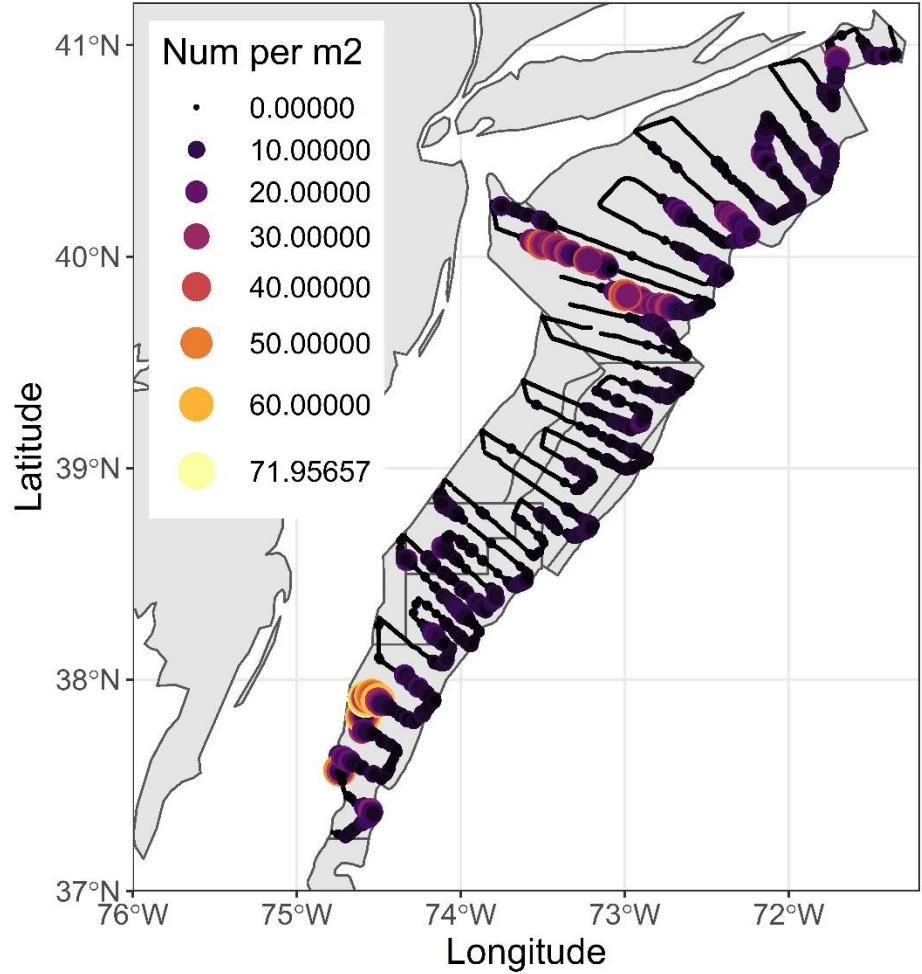 Num per m2
0.00000
10.00000
20.00000
30.00000
40.00000
50.00000
60.00000
71.95657
41°N
40°N
39°N
38°N
37°N
76°W 75°W 74°W 73°W 72°W
Latitude
Longitude